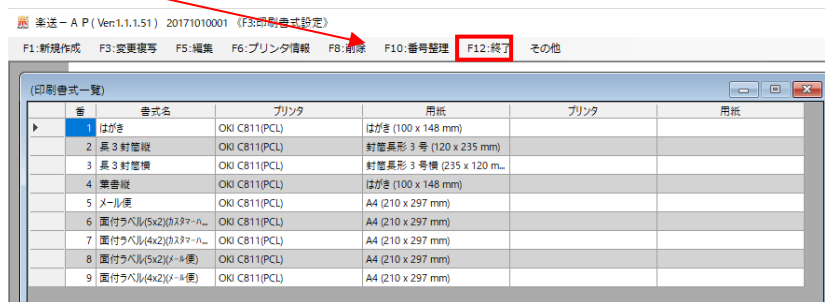 楽送－ＡＰ( Ver:1.1.1.51 ) 20171010001 《F3:印刷書式設定》
F1:新規作成 F3:変更複写 F5:編集 F6:プリンタ情報 F8:削除 F10:番号整理 F12:終了 その他
(印刷書式一覧)
番 書式名 プリンタ 用紙 プリンタ 用紙
1 はがき OKI C811(PCL) はがき (100 x 148 mm)
2 長３封筒縦 OKI C811(PCL) 封筒長形 3 号 (120 x 235 mm)
3 長３封筒横 OKI C811(PCL) 封筒長形 3 号横 (235 x 120 m...
4 葉書縦 OKI C811(PCL) はがき (100 x 148 mm)
5 メール便 OKI C811(PCL) A4 (210 x 297 mm)
6 面付ラベル(5x2)(ｶｽﾀﾏｰﾊ... OKI C811(PCL) A4 (210 x 297 mm)
7 面付ラベル(4x2)(ｶｽﾀﾏｰﾊ... OKI C811(PCL) A4 (210 x 297 mm)
8 面付ラベル(5x2)(ﾒｰﾙ便) OKI C811(PCL) A4 (210 x 297 mm)
9 面付ラベル(4x2)(ﾒｰﾙ便) OKI C811(PCL) A4 (210 x 297 mm)